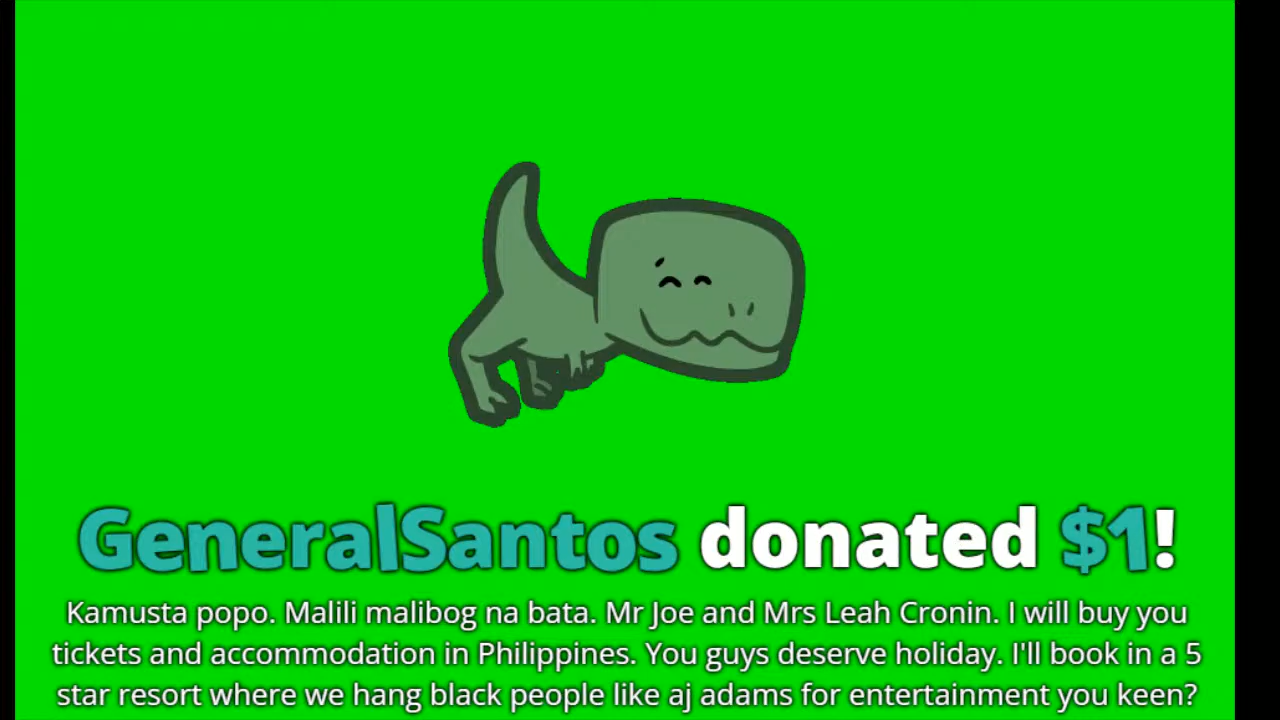 GeneralSantos donated $1!
Kamusta popo. Malili malibog na bata. Mr Joe and Mrs Leah Cronin. I will buy you
tickets and accommodation in Philippines. You guys deserve holiday. I'll book in a 5
star resort where we hang black people like aj adams for entertainment you keen?